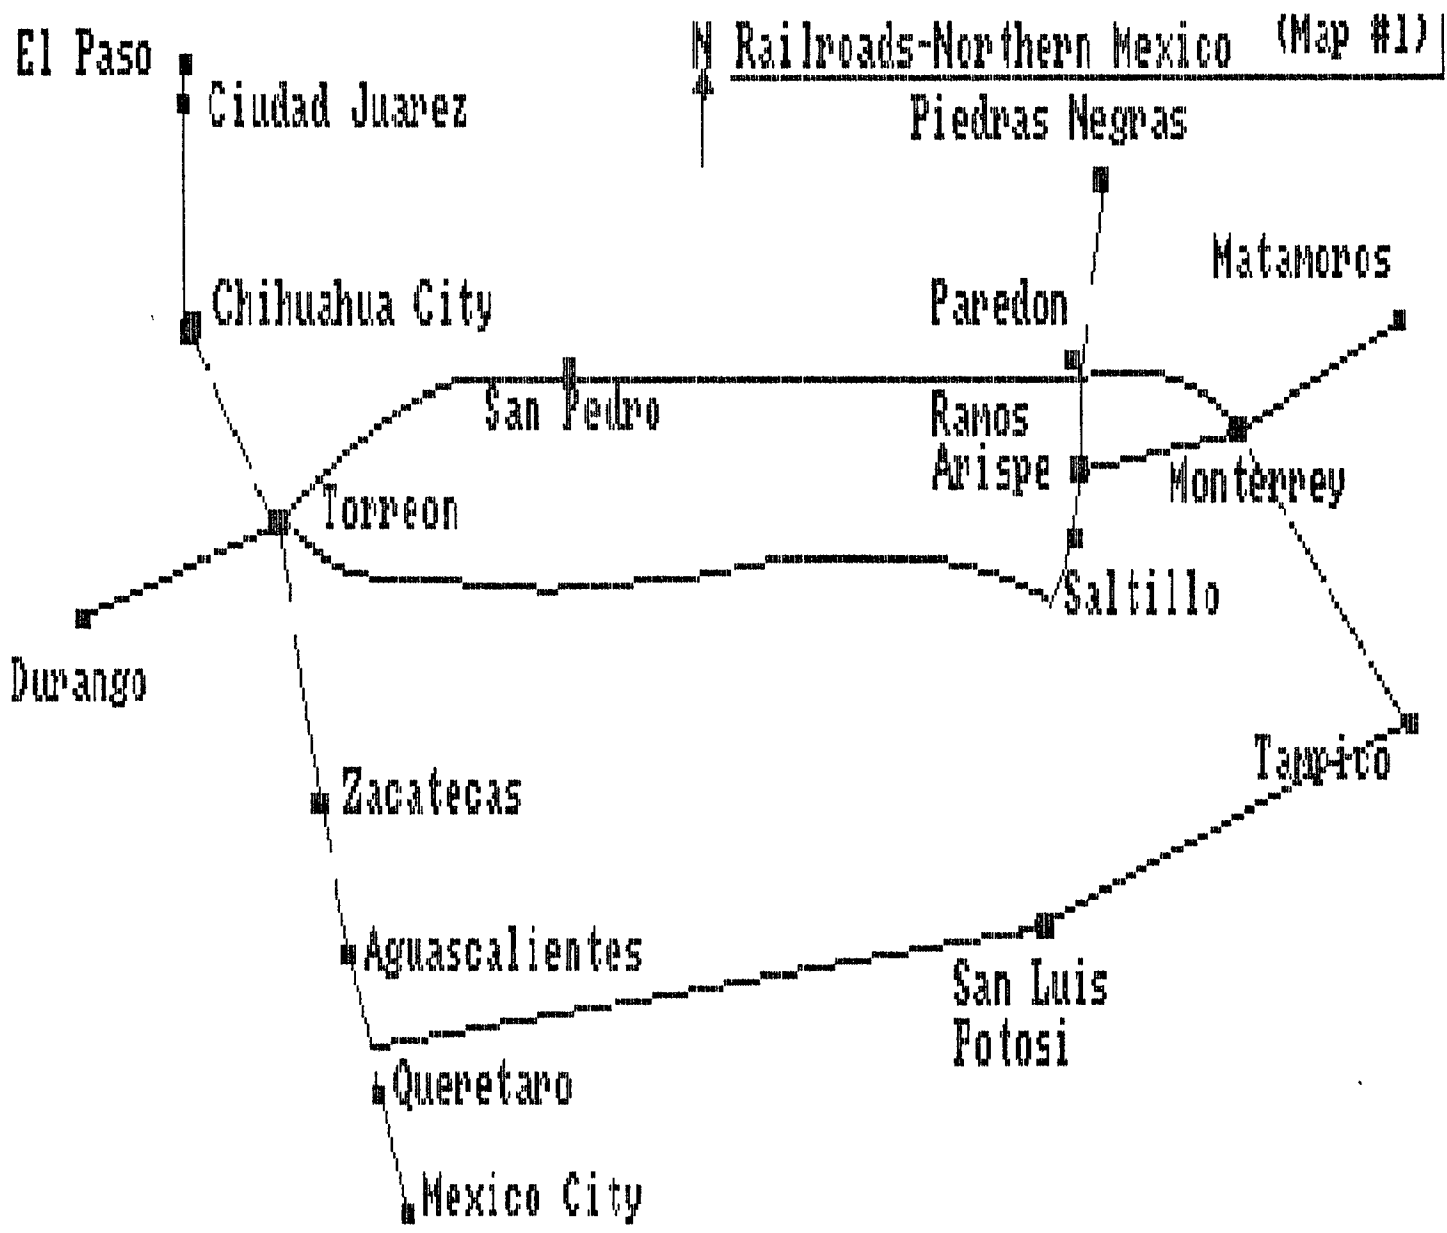 El Paso
N Railroads-Northern Mexico (Map #1)
Ciudad Juarez
Piedras Negras
Matamoros
Chihuahua City
Paredon
San Pedro
Ramos
Arispe
Monterrey
Torreon
Saltillo
Durango
Tampico
Zacatecas
Aguascalientes
San Luis
Potosi
Queretaro
Mexico City